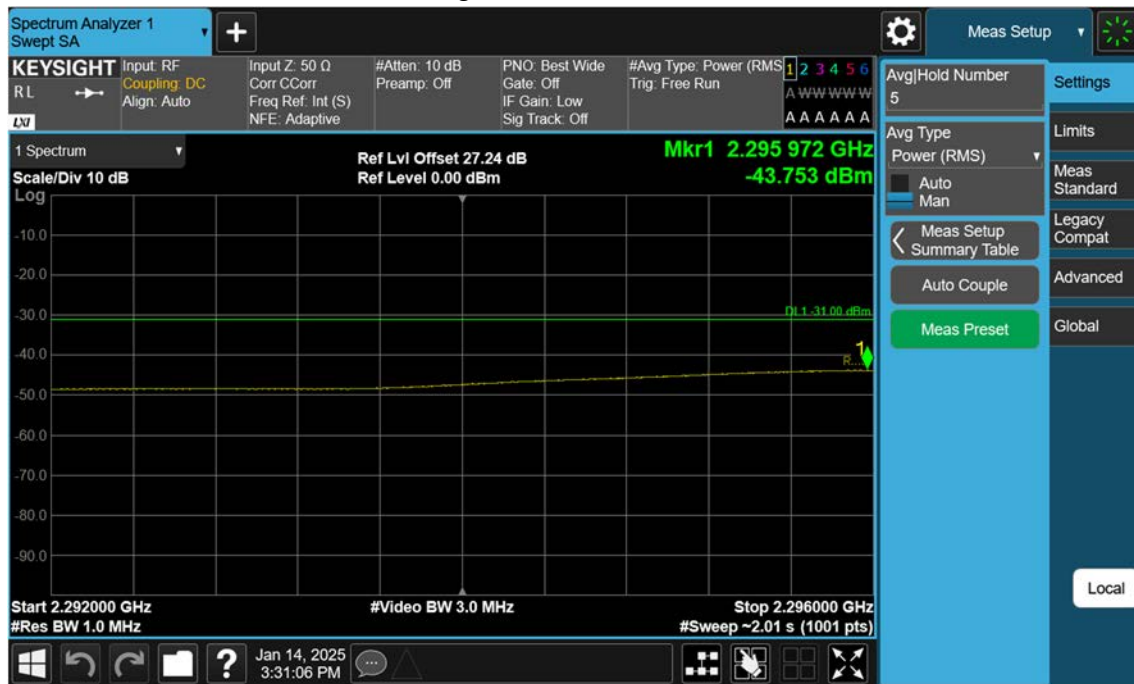 Spectrum Analyzer 1
Swept SA
+
Meas Setup
KEYSIGHT
RL
LXI
Input: RF
Coupling: DC
Align: Auto
Input Z: 50 Ω
Corr CCorr
Freq Ref: Int (S)
NFE: Adaptive
#Atten: 10 dB
Preamp: Off
PNO: Best Wide
Gate: Off
IF Gain: Low
Sig Track: Off
#Avg Type: Power (RMS
Trig: Free Run
1 2 3 4 5 6
A W W W W W
A A A A A A
1 Spectrum
Scale/Div 10 dB
Log
Ref Lvl Offset 27.24 dB
Ref Level 0.00 dBm
Mkr1 2.295 972 GHz
-43.753 dBm
-10.0
-20.0
-30.0
DL1 -31.00 dBm
-40.0
1
R...
-50.0
-60.0
-70.0
-80.0
-90.0
Start 2.292000 GHz
#Res BW 1.0 MHz
#Video BW 3.0 MHz
Stop 2.296000 GHz
#Sweep ~2.01 s (1001 pts)
Avg|Hold Number
5
Avg Type
Power (RMS)
Auto
Man
Meas Setup
Summary Table
Auto Couple
Meas Preset
Settings
Limits
Meas
Standard
Legacy
Compat
Advanced
Global
Local
?
Jan 14, 2025
3:31:06 PM